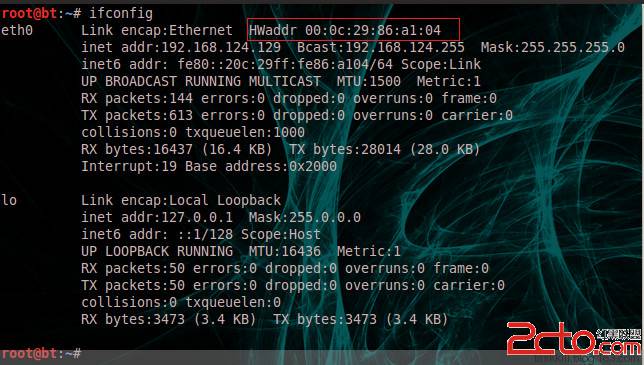 root@bt:~# ifconfig
eth0      Link encap:Ethernet  HWaddr 00:0c:29:86:a1:04
          inet addr:192.168.124.129  Bcast:192.168.124.255  Mask:255.255.255.0
          inet6 addr: fe80::20c:29ff:fe86:a104/64 Scope:Link
          UP BROADCAST RUNNING MULTICAST  MTU:1500  Metric:1
          RX packets:144 errors:0 dropped:0 overruns:0 frame:0
          TX packets:613 errors:0 dropped:0 overruns:0 carrier:0
          collisions:0 txqueuelen:1000
          RX bytes:16437 (16.4 KB)  TX bytes:28014 (28.0 KB)
          Interrupt:19 Base address:0x2000
lo        Link encap:Local Loopback
          inet addr:127.0.0.1  Mask:255.0.0.0
          inet6 addr: ::1/128 Scope:Host
          UP LOOPBACK RUNNING  MTU:16436  Metric:1
          RX packets:50 errors:0 dropped:0 overruns:0 frame:0
          TX packets:50 errors:0 dropped:0 overruns:0 carrier:0
          collisions:0 txqueuelen:0
          RX bytes:3473 (3.4 KB)  TX bytes:3473 (3.4 KB)
root@bt:~#
2cto.com